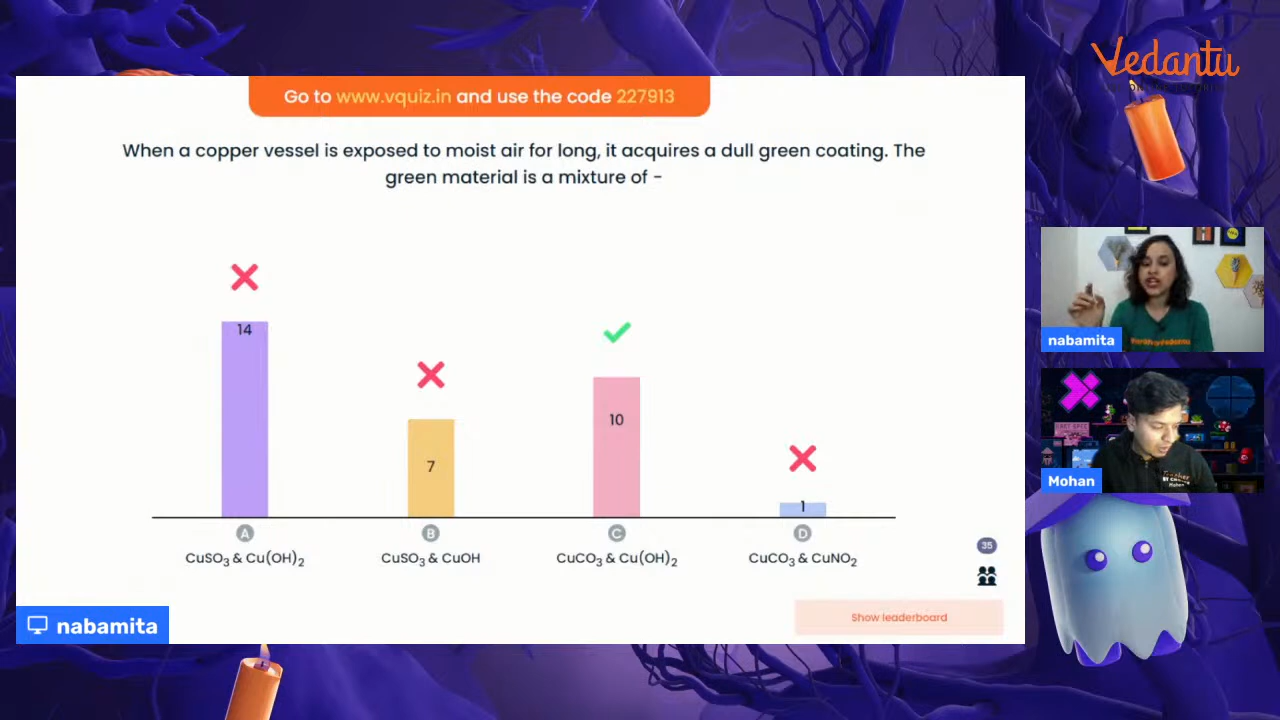 Vedantu
Go to www.vquiz.in and use the code 227913
When a copper vessel is exposed to moist air for long, it acquires a dull green coating. The
green material is a mixture of -
14
7
10
1
A
B
C
D
CuSO₃ & Cu(OH)₂
CuSO₃ & CuOH
CuCO₃ & Cu(OH)₂
CuCO₃ & CuNO₂
35
Show leaderboard
nabamita
nabamita
Mohan